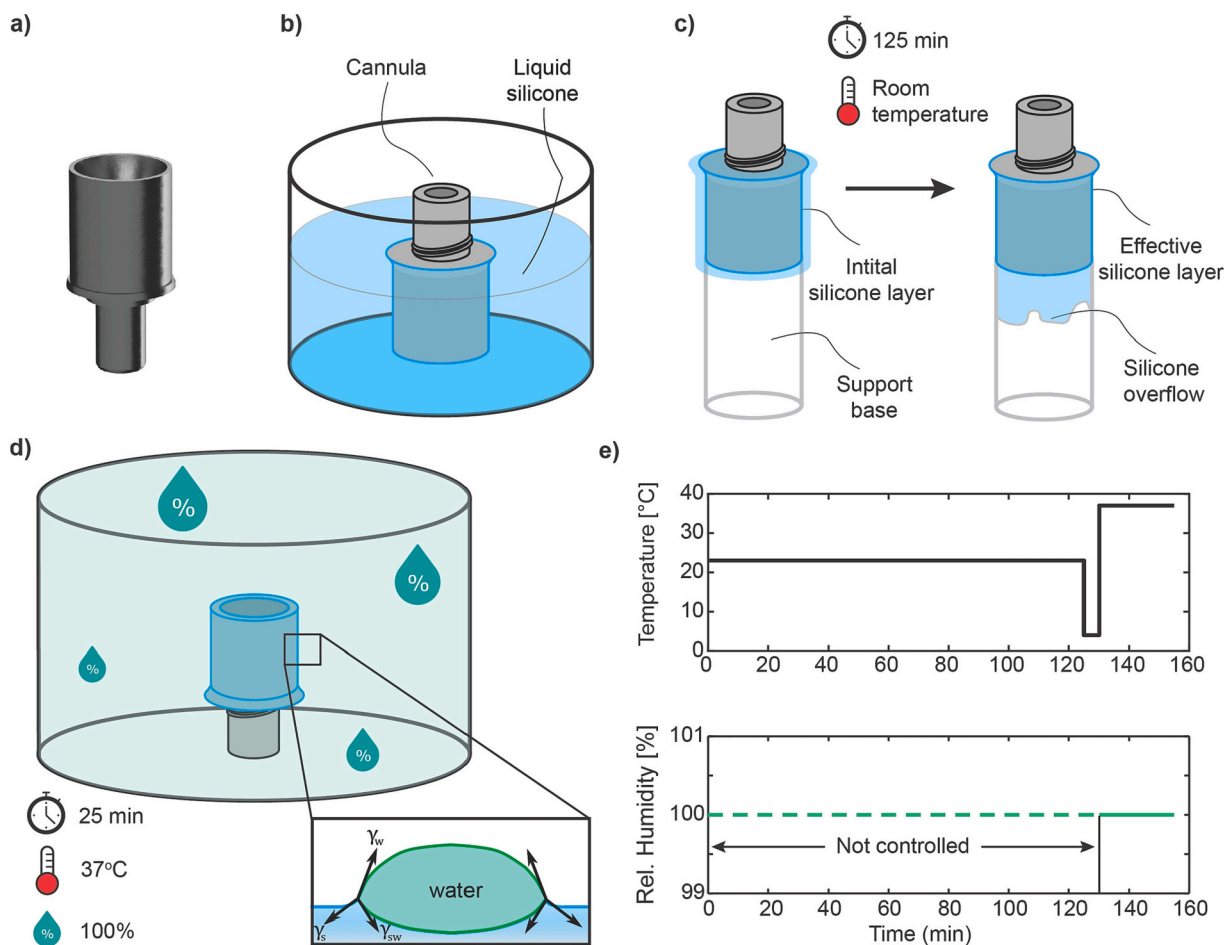 a)
b)
Cannula
Liquid
silicone
c)
125 min
Room
temperature
Intital
silicone layer
Support
base
Effective
silicone layer
Silicone
overflow
d)
%
%
%
%
25 min
37°C
%
100%
γw
water
γs
γsw
e)
Temperature [°C]
40
30
20
10
0
0 20 40 60 80 100 120 140 160
Rel. Humidity [%]
101
100
99
Not controlled
0 20 40 60 80 100 120 140 160
Time (min)